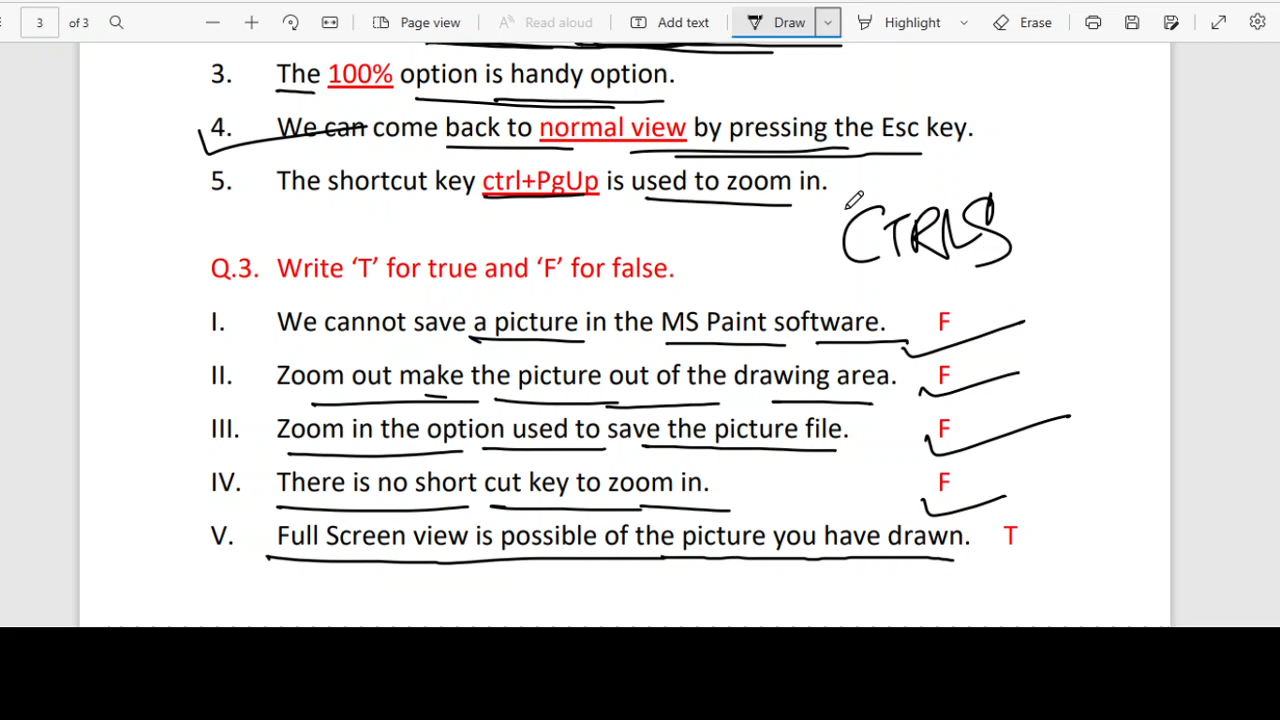 3 of 3 Page view Read aloud Add text Draw Highlight Erase
3. The 100% option is handy option.
4. We can come back to normal view by pressing the Esc key.
5. The shortcut key ctrl+PgUp is used to zoom in.
CTRLS
Q.3. Write ‘T’ for true and ‘F’ for false.
I. We cannot save a picture in the MS Paint software. F
II. Zoom out make the picture out of the drawing area. F
III. Zoom in the option used to save the picture file. F
IV. There is no short cut key to zoom in. F
V. Full Screen view is possible of the picture you have drawn. T